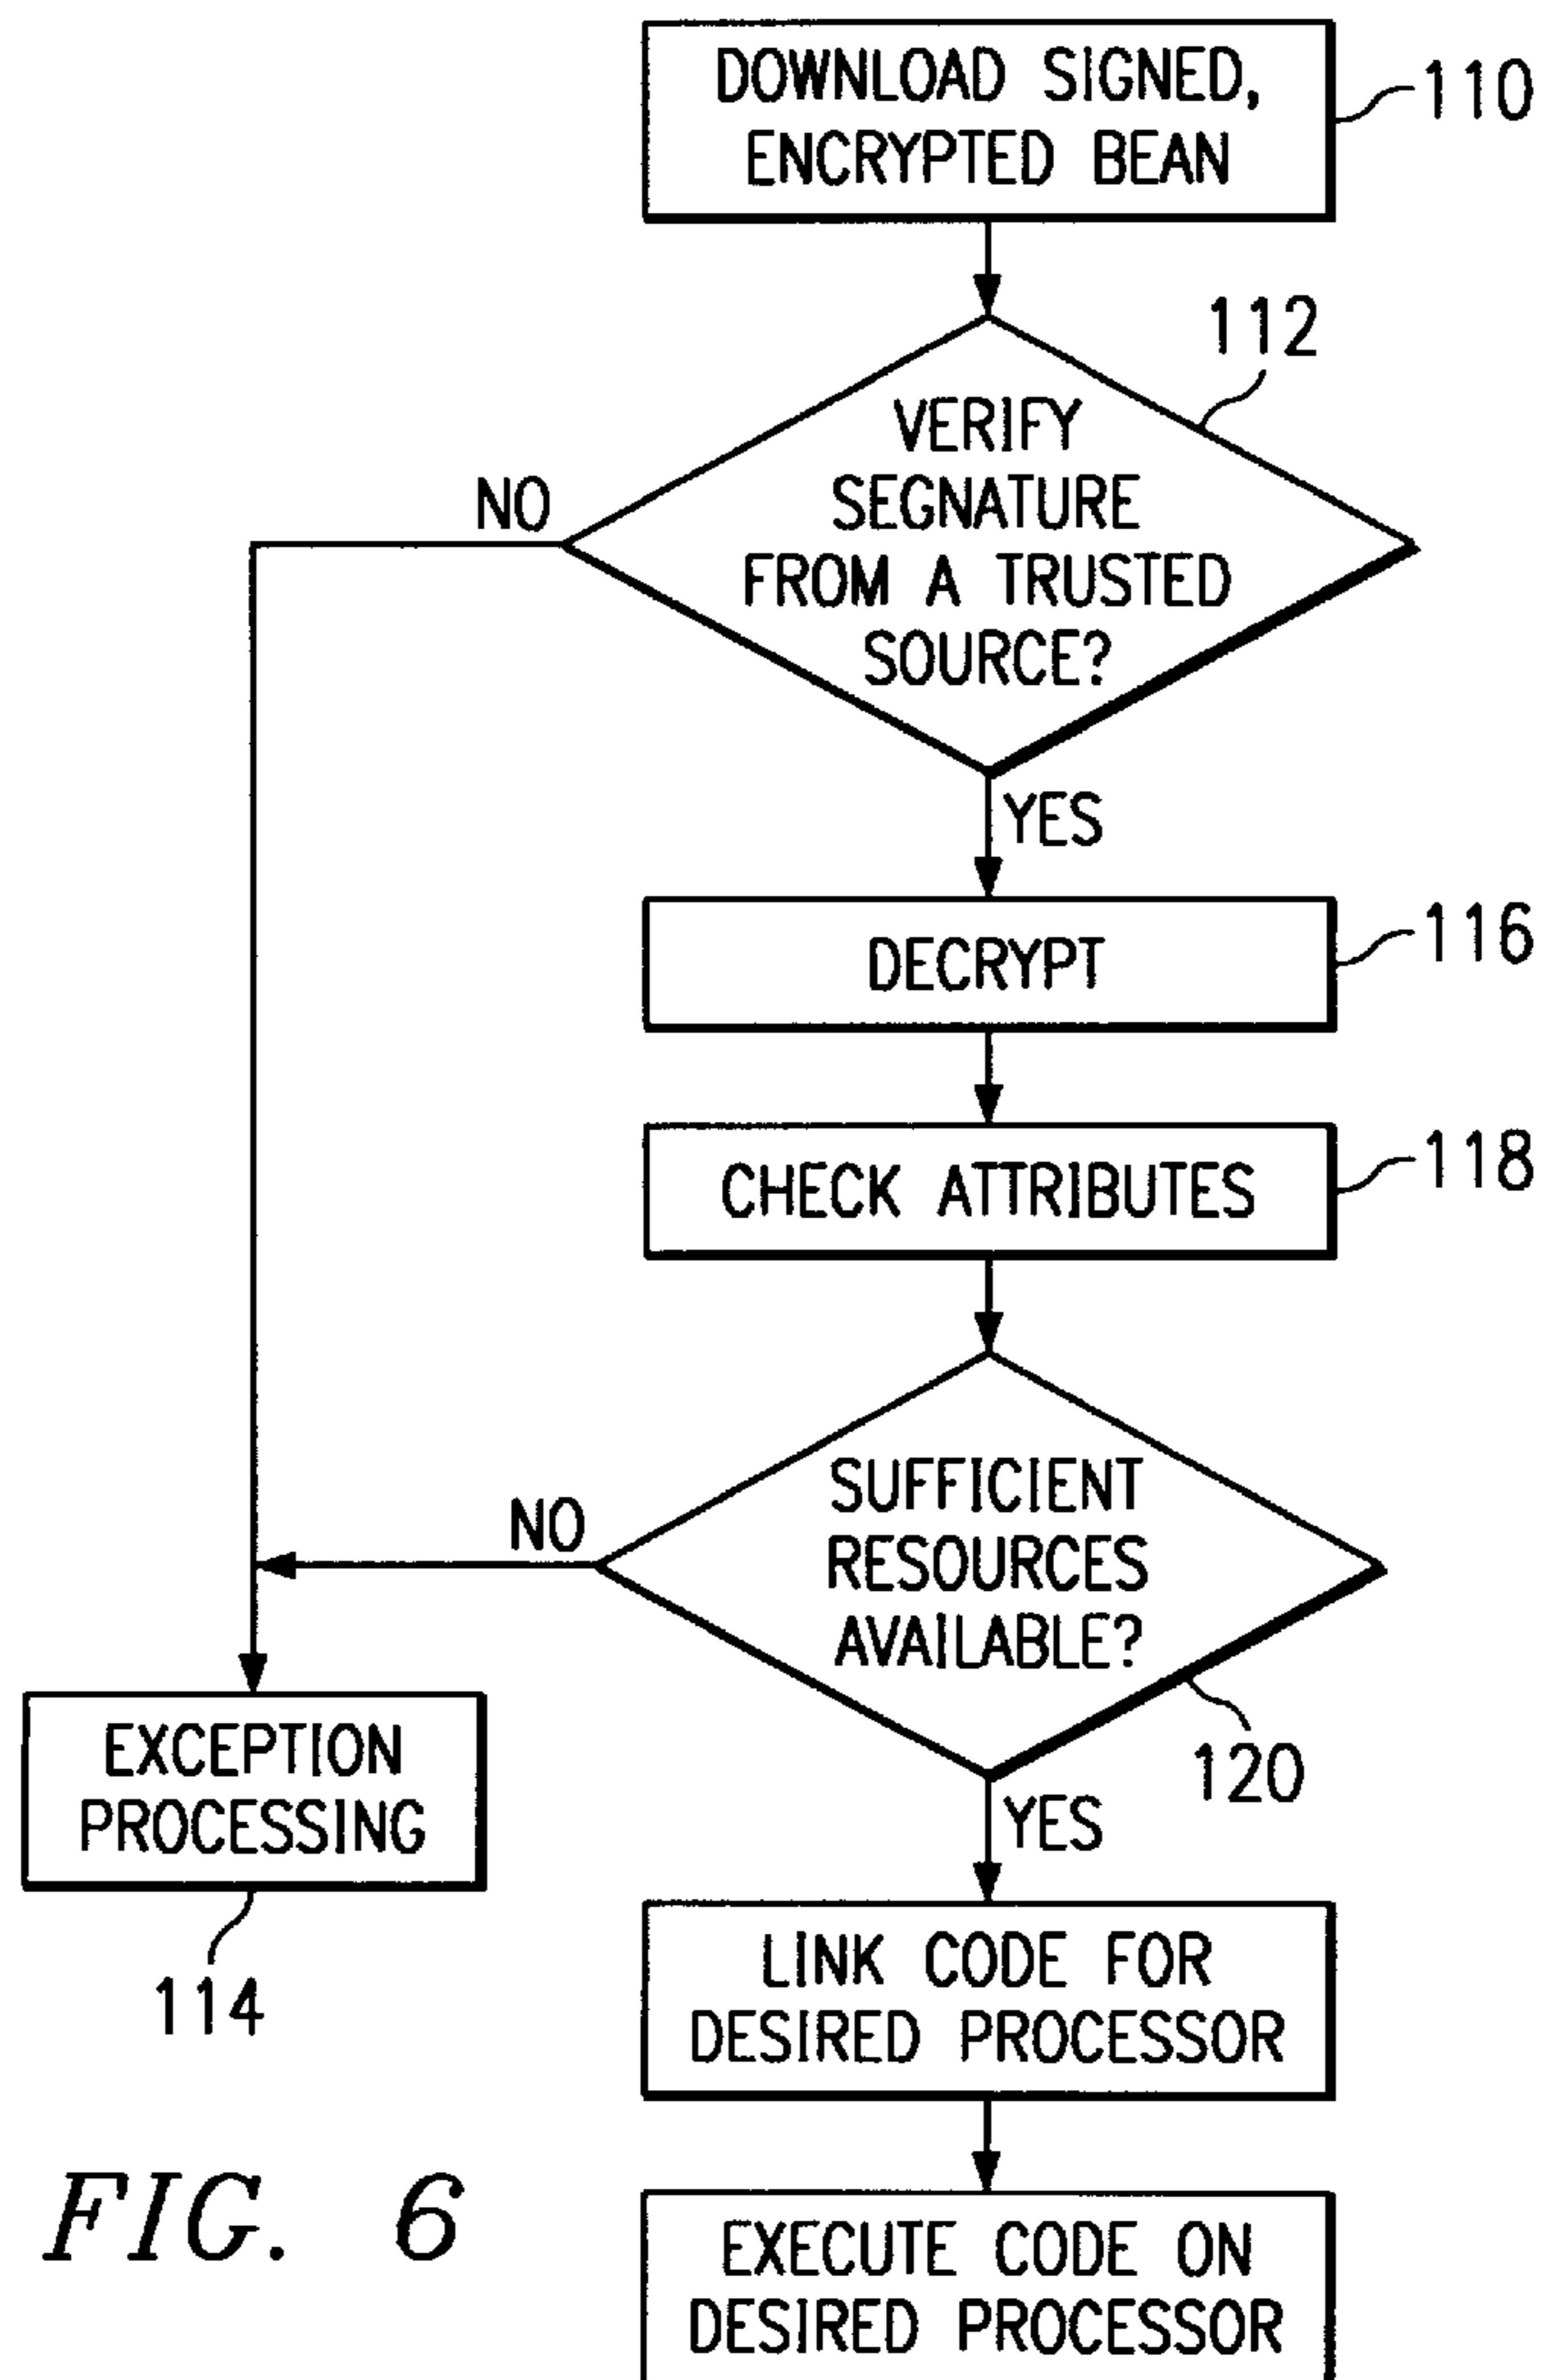 DOWNLOAD SIGNED,
ENCRYPTED BEAN
110
112
VERIFY
SEGNATURE
FROM A TRUSTED
SOURCE?
NO
YES
DECRYPT
116
CHECK ATTRIBUTES
118
SUFFICIENT
RESOURCES
AVAILABLE?
NO
120
YES
EXCEPTION
PROCESSING
114
LINK CODE FOR
DESIRED PROCESSOR
EXECUTE CODE ON
DESIRED PROCESSOR
FIG. 6